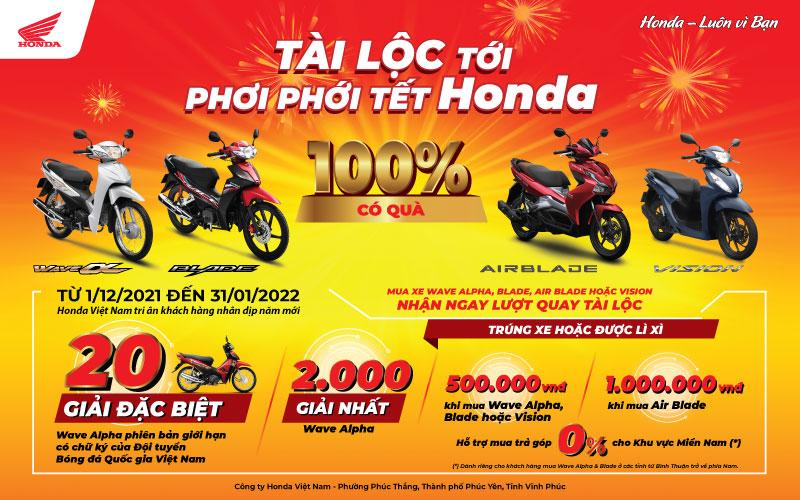 HONDA
Honda – Luôn vì Bạn
TÀI LỘC TỚI
PHƠI PHỚI TẾT Honda
100%
CÓ QUÀ
Wave α
BLADE
AIRBLADE
VISION
TỪ 1/12/2021 ĐẾN 31/01/2022
Honda Việt Nam tri ân khách hàng nhân dịp năm mới
MUA XE WAVE ALPHA, BLADE, AIR BLADE HOẶC VISION
NHẬN NGAY LƯỢT QUAY TÀI LỘC
TRÚNG XE HOẶC ĐƯỢC LÌ XÌ
20
GIẢI ĐẶC BIỆT
Wave Alpha phiên bản giới hạn
có chữ ký của Đội tuyển
Bóng đá Quốc gia Việt Nam
2.000
GIẢI NHẤT
Wave Alpha
500.000 vnđ
khi mua Wave Alpha,
Blade hoặc Vision
1.000.000 vnđ
khi mua Air Blade
Hỗ trợ mua trả góp 0% cho Khu vực Miền Nam (*)
(*) Dành riêng cho khách hàng mua Wave Alpha & Blade ở các tỉnh từ Bình Thuận trở về phía Nam.
Công ty Honda Việt Nam - Phường Phúc Thắng, Thành phố Phúc Yên, Tỉnh Vĩnh Phúc